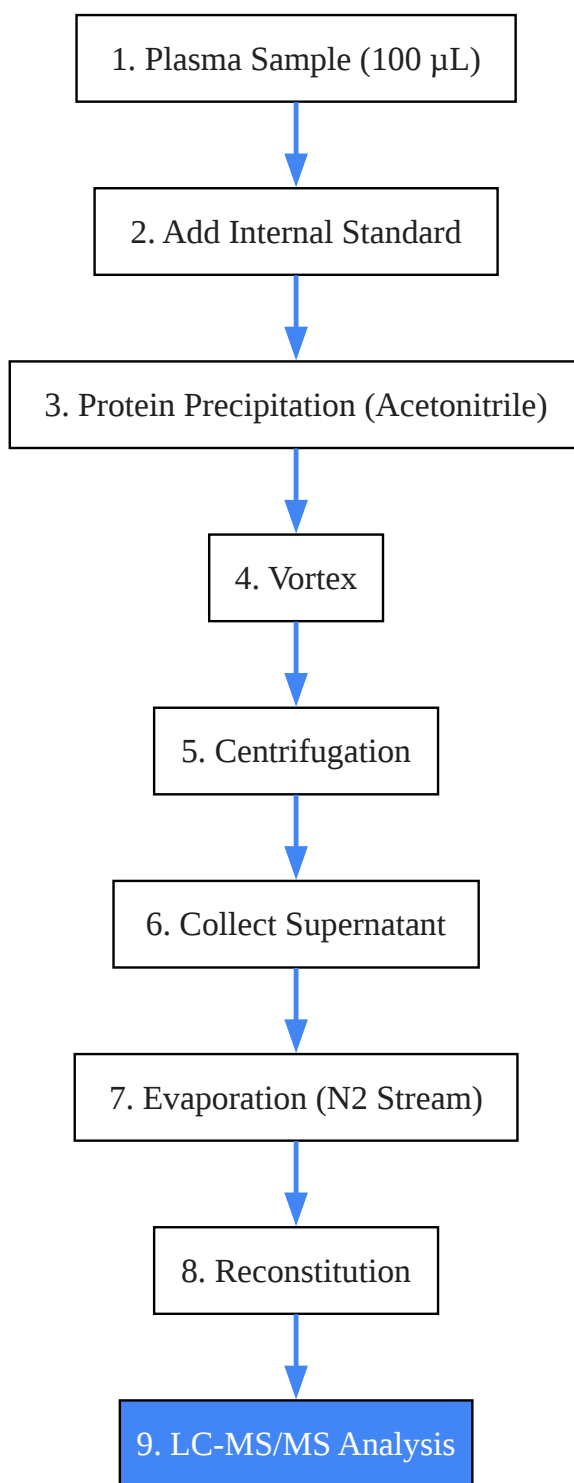 1. Plasma Sample (100 µL)
2. Add Internal Standard
3. Protein Precipitation (Acetonitrile)
4. Vortex
5. Centrifugation
6. Collect Supernatant
7. Evaporation (N2 Stream)
8. Reconstitution
9. LC-MS/MS Analysis